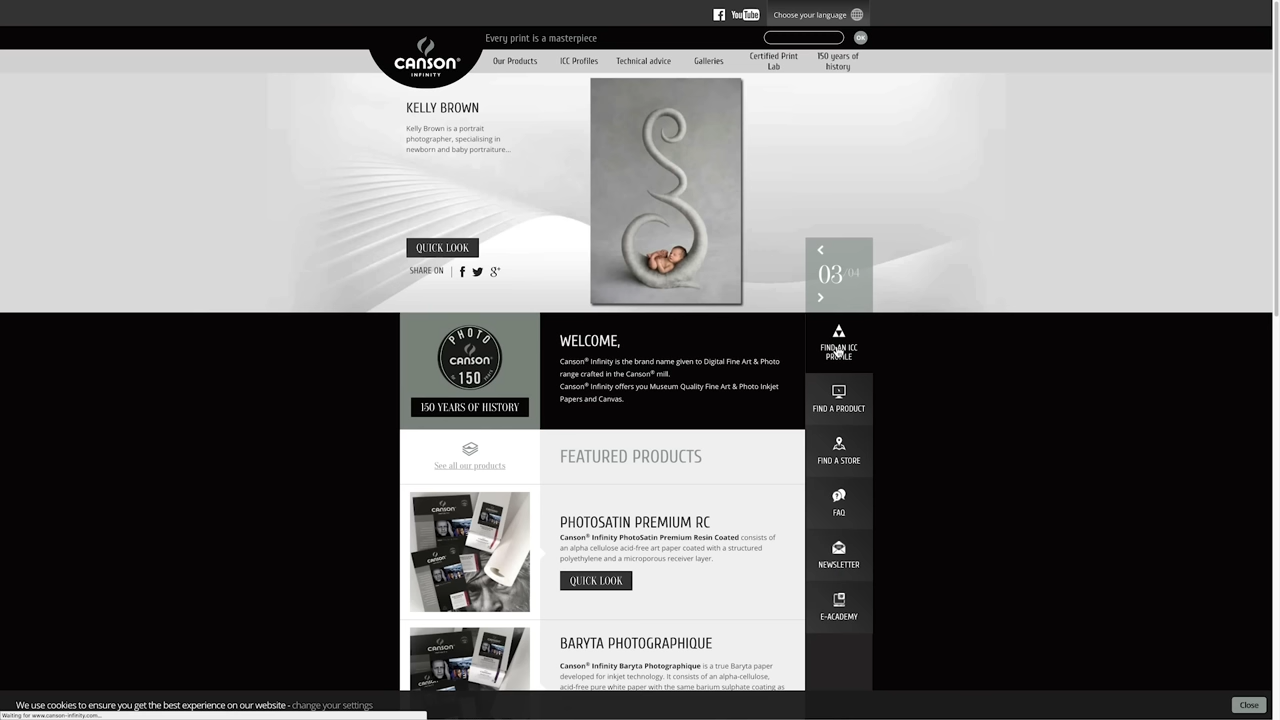 You Tube
Choose your language
Every print is a masterpiece
OK
CANSON®
INFINITY
Our Products
ICC Profiles
Technical advice
Galleries
Certified Print
Lab
150 years of
history
KELLY BROWN
Kelly Brown is a portrait
photographer, specialising in
newborn and baby portraiture...
QUICK LOOK
SHARE ON
03/04
FIND AN ICC
PROFILE
FIND A PRODUCT
FIND A STORE
FAQ
NEWSLETTER
E-ACADEMY
PHOTO
CANSON®
150
150 YEARS OF HISTORY
WELCOME,
Canson® Infinity is the brand name given to Digital Fine Art & Photo
range crafted in the Canson® mill.
Canson® Infinity offers you Museum Quality Fine Art & Photo Inkjet
Papers and Canvas.
See all our products
FEATURED PRODUCTS
CANSON
PHOTOSATIN PREMIUM RC
Canson® Infinity PhotoSatin Premium Resin Coated consists of
an alpha cellulose acid-free art paper coated with a structured
polyethylene and a microporous receiver layer.
QUICK LOOK
BARYTA PHOTOGRAPHIQUE
Canson® Infinity Baryta Photographique is a true Baryta paper
developed for inkjet technology. It consists of an alpha-cellulose,
acid-free pure white paper with the same barium sulphate coating as
We use cookies to ensure you get the best experience on our website - change your settings
Close
Waiting for www.canson-infinity.com...